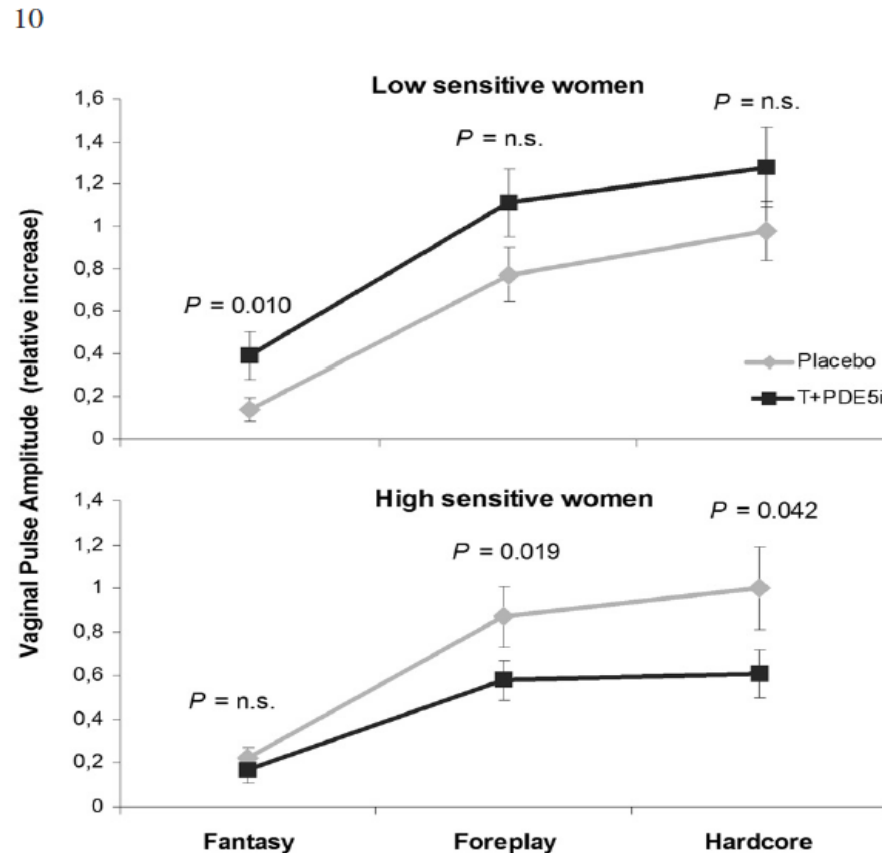 10
Low sensitive women
Vaginal Pulse Amplitude (relative increase)
1,6
1,4
1,2
1
0,8
0,6
0,4
0,2
0
P = 0.010
P = n.s.
P = n.s.
Placebo
T+PDE5i
High sensitive women
1,4
1,2
1
0,8
0,6
0,4
0,2
0
P = n.s.
P = 0.019
P = 0.042
Fantasy Foreplay Hardcore